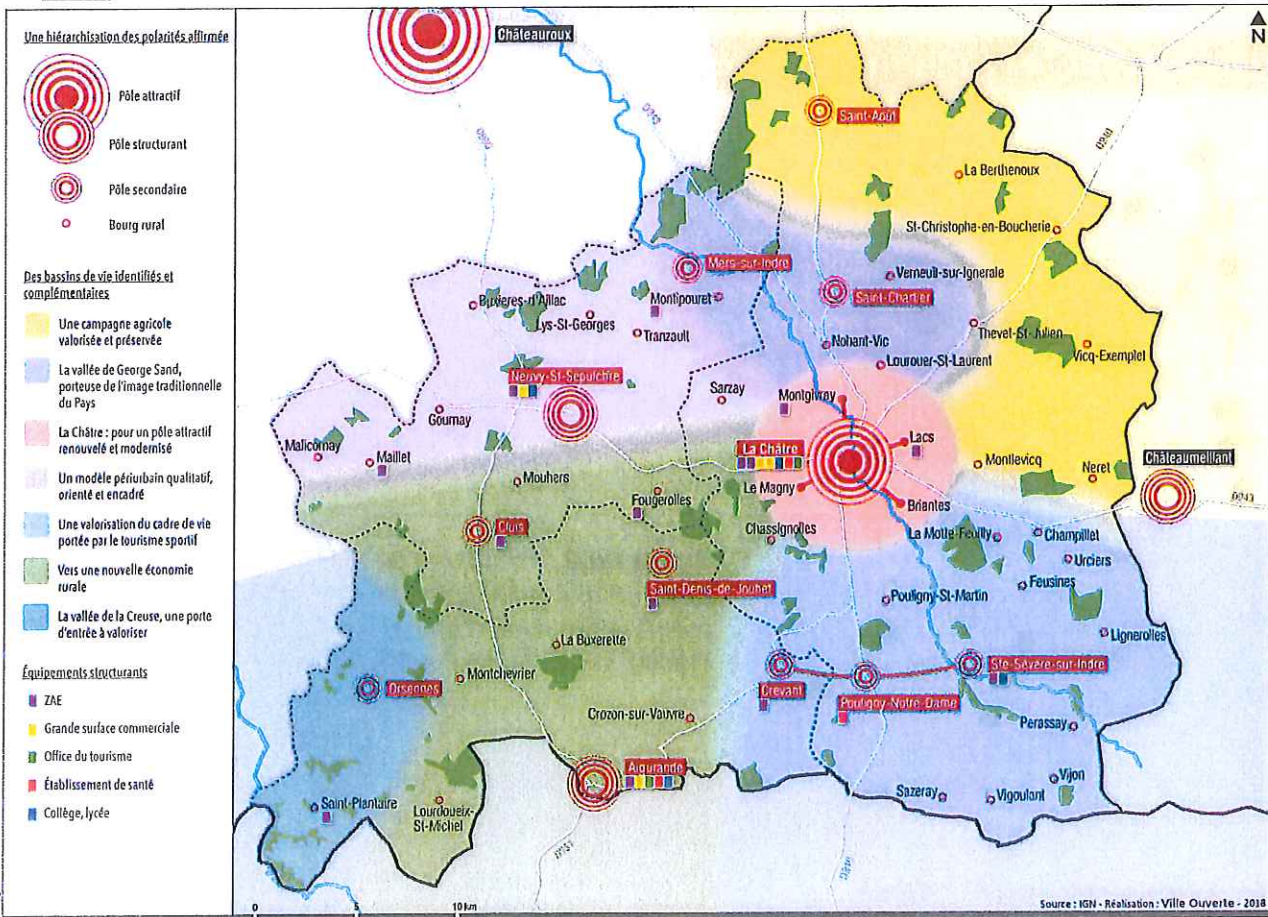 Une hiérarchisation des polarités affirmée
Pôle attractif
Pôle structurant
Pôle secondaire
Bourg rural
Des bassins de vie identifiés et
complémentaires
Une campagne agricole
valorisée et préservée
La vallée de George Sand,
porteuse de l'image traditionnelle
du Pays
La Châtre : pour un pôle attractif
renouvelé et modernisé
Un modèle périurbain qualitatif,
orienté et encadré
Une valorisation du cadre de vie
portée par le tourisme sportif
Vers une nouvelle économie
rurale
La vallée de la Creuse, une porte
d'entrée à valoriser
Équipements structurants
ZAE
Grande surface commerciale
Office du tourisme
Établissement de santé
Collège, lycée
Châteauroux
N
D943
D940
Saint-Août
La Berthenoux
St-Christophe-en-Boucherie
Mers-sur-Indre
Verneuil-sur-Igneraie
Saint-Chartier
Montipouret
Buxières-d'Aillac
Lys-St-Georges
Tranzault
Nohant-Vic
Thevet-St-Julien
Vicq-Exemplet
Lourouer-St-Laurent
Neuvy-St-Sépulchre
Sarzay
Montgivray
Gournay
Malicornay
Maillet
La Châtre
Lacs
Montlevicq
Neret
Châteaumeillant
D943
Mouhers
Le Magny
Briantes
Fougerolles
Chassignolles
Cluis
La Motte-Feuilly
Champillet
Urciers
Feusines
Saint-Denis-de-Jouhet
Pouligny-St-Martin
Lignerolles
La Buxerette
Montchevrier
Orsennes
Crevant
Pouligny-Notre-Dame
Ste-Sévère-sur-Indre
Crozon-sur-Vauvre
Perassay
Aigurande
Vijon
Sazeray
Vigoulant
Saint-Plantaire
Lourdoueix-
St-Michel
0
5
10 km
Source : IGN - Réalisation : Ville Ouverte - 2018